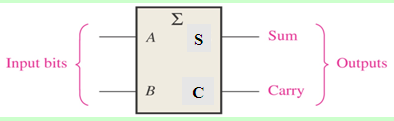 Σ
A S Sum
Input bits Outputs
B C Carry